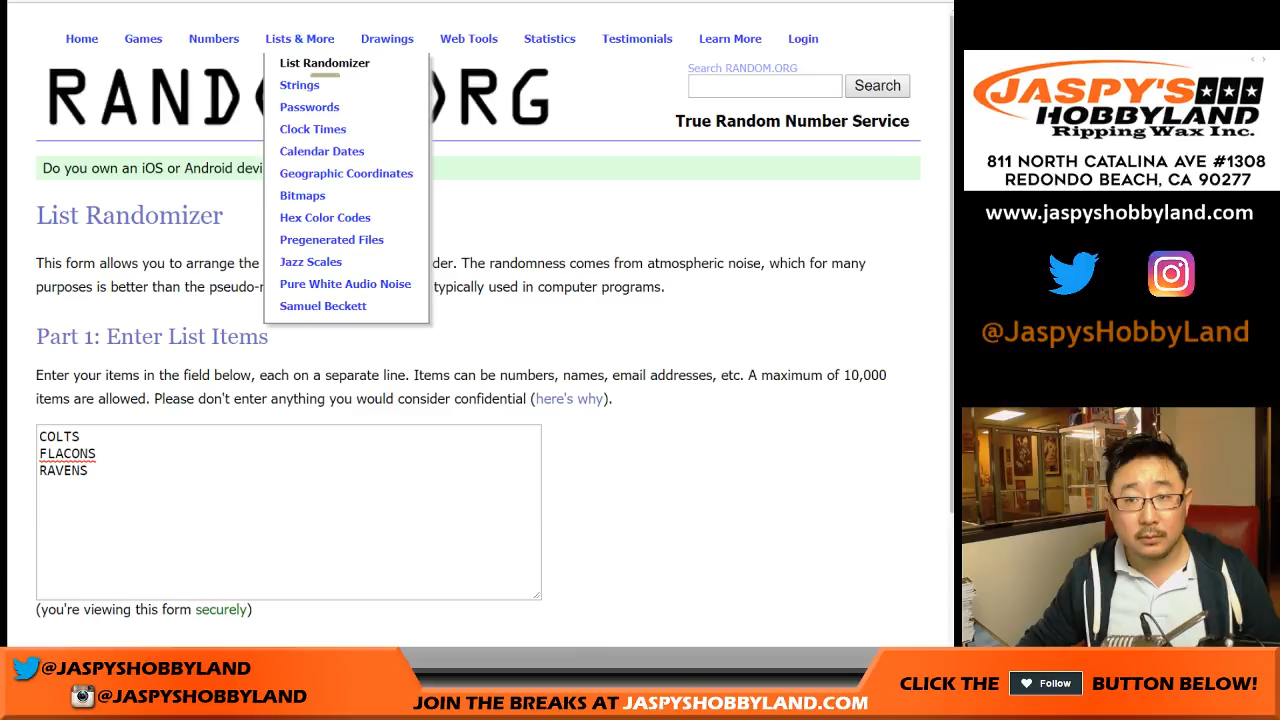 Home Games Numbers Lists & More Drawings Web Tools Statistics Testimonials Learn More Login
List Randomizer
Strings
Passwords
Clock Times
Calendar Dates
Geographic Coordinates
Bitmaps
Hex Color Codes
Pregenerated Files
Jazz Scales
Pure White Audio Noise
Samuel Beckett
RAND ORG
Search RANDOM.ORG
Search
True Random Number Service
Do you own an iOS or Android devi
List Randomizer
This form allows you to arrange the der. The randomness comes from atmospheric noise, which for many
purposes is better than the pseudo-r typically used in computer programs.
Part 1: Enter List Items
Enter your items in the field below, each on a separate line. Items can be numbers, names, email addresses, etc. A maximum of 10,000
items are allowed. Please don't enter anything you would consider confidential (here's why).
COLTS
FLACONS
RAVENS
(you're viewing this form securely)
JASPY'S
HOBBYLAND
Ripping Wax Inc.
811 NORTH CATALINA AVE #1308
REDONDO BEACH, CA 90277
www.jaspyshobbyland.com
@JaspysHobbyLand
@JASPYSHOBBYLAND
@JASPYSHOBBYLAND
JOIN THE BREAKS AT JASPYSHOBBYLAND.COM
CLICK THE Follow BUTTON BELOW!